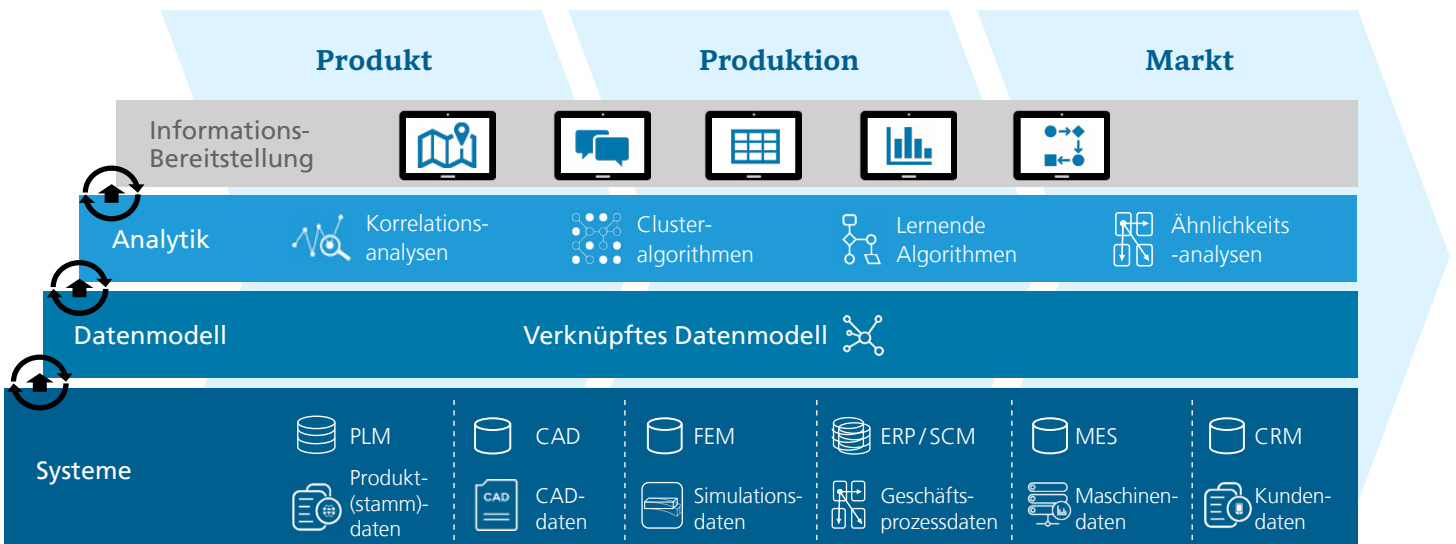 Produkt
Produktion
Markt
Informations-
Bereitstellung
Analytik
Korrelations-
analysen
Cluster-
algorithmen
Lernende
Algorithmen
Ähnlichkeits
-analysen
Datenmodell
Verknüpftes Datenmodell
Systeme
PLM
CAD
FEM
ERP/SCM
MES
CRM
Produkt-
(stamm)-
daten
CAD
CAD-
daten
Simulations-
daten
Geschäfts-
prozessdaten
Maschinen-
daten
Kunden-
daten